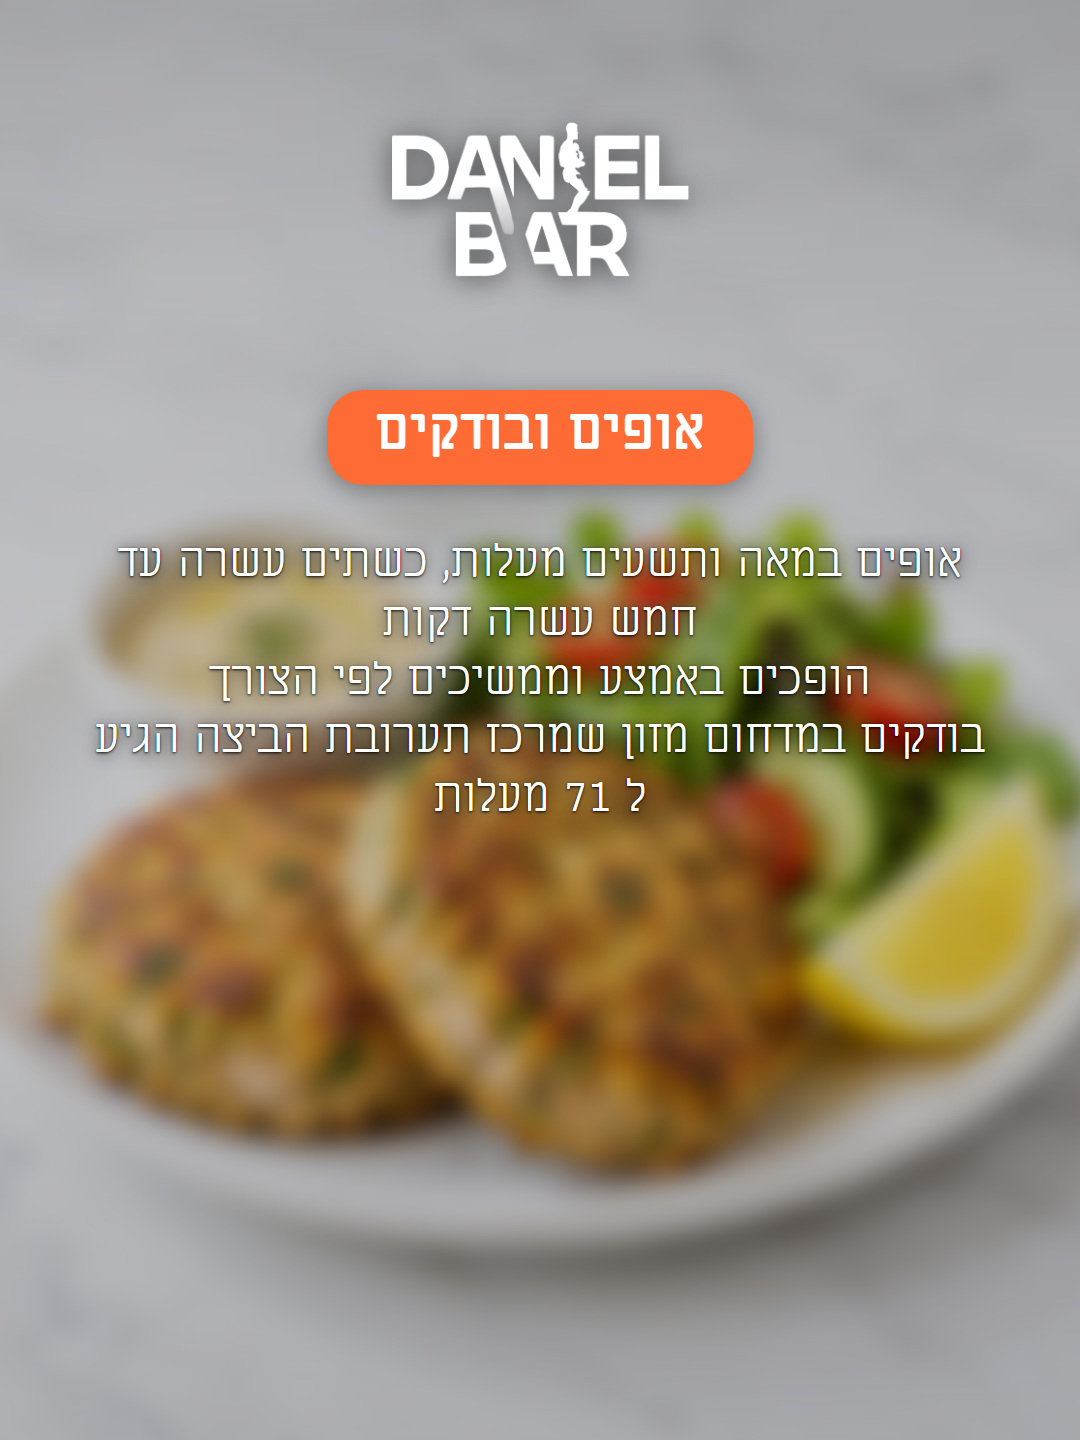 DANIEL
BAR
אופים ובודקים
אופים במאה ותשעים מעלות, כשתים עשרה עד
חמש עשרה דקות
הופכים באמצע וממשיכים לפי הצורך
בודקים במדחום מזון שמרכז תערובת הביצה הגיע
ל 71 מעלות